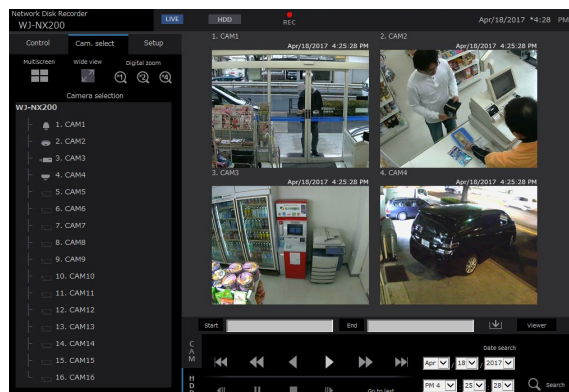 Network Disk Recorder
WJ-NX200
LIVE
HDD
REC
Apr/18/2017 *4:28 PM
Control
Cam. select
Setup
Multiscreen
Wide view
Digital zoom
x1
x2
x4
Camera selection
WJ-NX200
1. CAM1
2. CAM2
3. CAM3
4. CAM4
5. CAM5
6. CAM6
7. CAM7
8. CAM8
9. CAM9
10. CAM10
11. CAM11
12. CAM12
13. CAM13
14. CAM14
15. CAM15
16. CAM16
1. CAM1
Apr/18/2017 4:25:28 PM
2. CAM2
Apr/18/2017 4:25:28 PM
3. CAM3
Apr/18/2017 4:25:28 PM
4. CAM4
Apr/18/2017 4:25:28 PM
Start
End
Viewer
CAM
HDD
Date search
Apr / 18 / 2017
PM 4 : 25 : 28
Search
Go to last